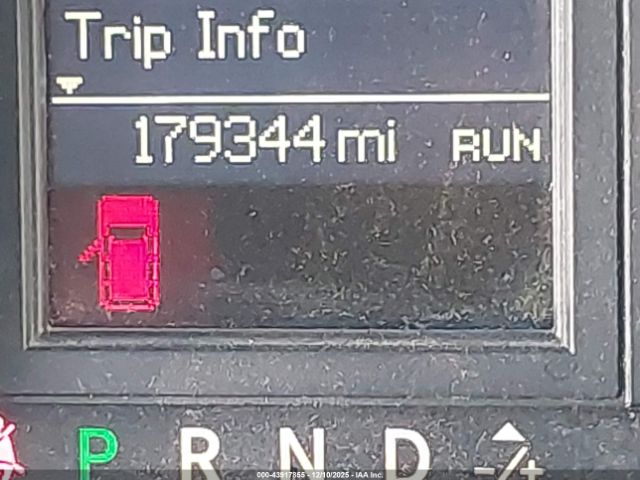 Trip Info
179344 mi RUN
P R N D -/+
000-43517855 - 12/10/2025 - IAA Inc.